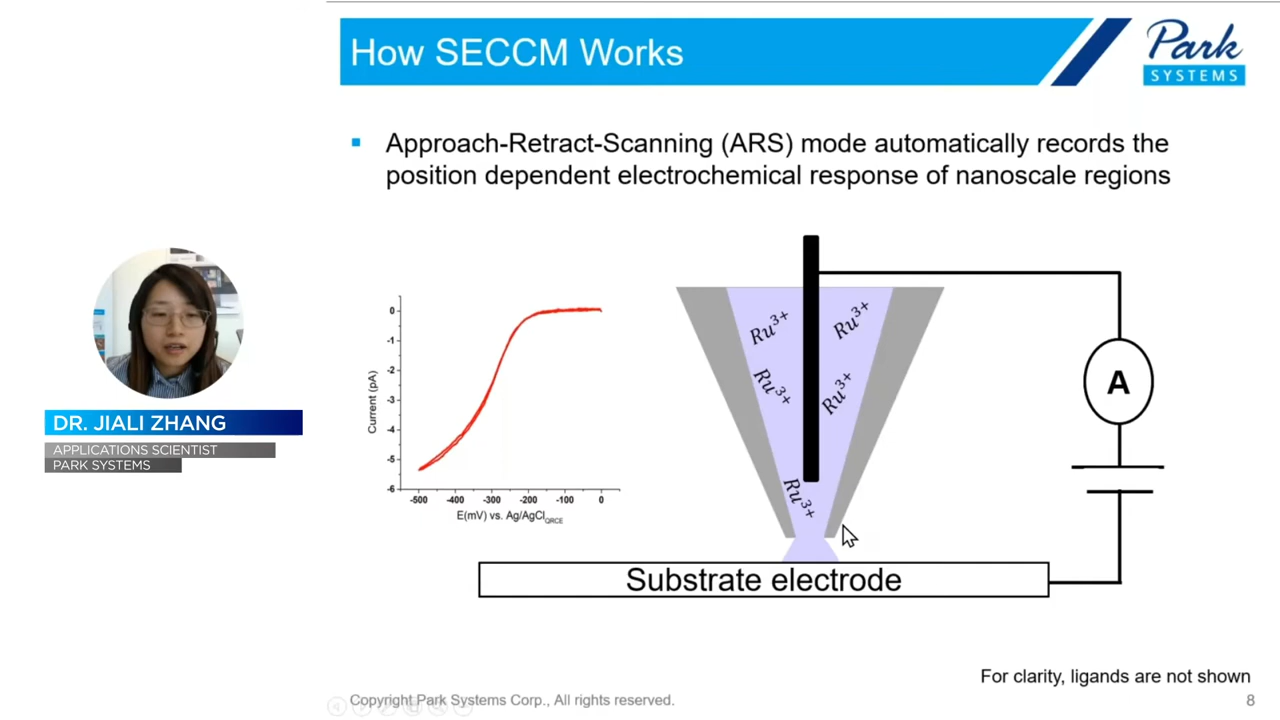 How SECCM Works
Park
SYSTEMS
Approach-Retract-Scanning (ARS) mode automatically records the
position dependent electrochemical response of nanoscale regions
DR. JIALI ZHANG
APPLICATIONS SCIENTIST
PARK SYSTEMS
0
-1
-2
-3
-4
-5
-6
Current (pA)
-500 -400 -300 -200 -100 0
E(mV) vs. Ag/AgCl_QRCE
Ru³⁺
Ru³⁺
Ru³⁺
Ru³⁺
Ru³⁺
A
Substrate electrode
For clarity, ligands are not shown
Copyright Park Systems Corp., All rights reserved.
8